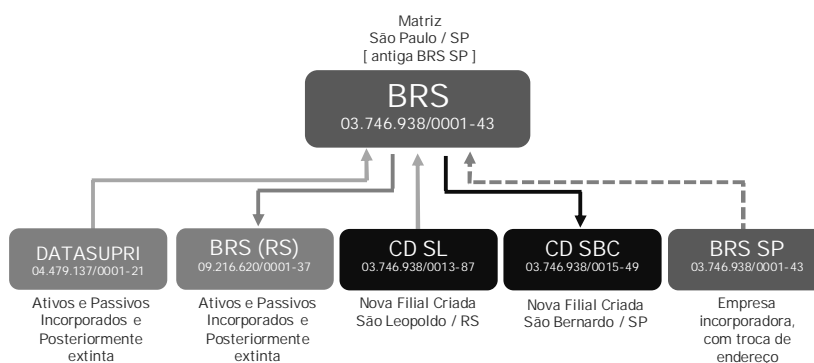 Matriz
São Paulo / SP
[ antiga BRS SP ]
BRS
03.746.938/0001-43
DATASUPRI
04.479.137/0001-21
Ativos e Passivos
Incorporados e
Posteriormente
extinta
BRS (RS)
09.216.620/0001-37
Ativos e Passivos
Incorporados e
Posteriormente
extinta
CD SL
03.746.938/0013-87
Nova Filial Criada
São Leopoldo / RS
CD SBC
03.746.938/0015-49
Nova Filial Criada
São Bernardo / SP
BRS SP
03.746.938/0001-43
Empresa
incorporadora,
com troca de
endereço